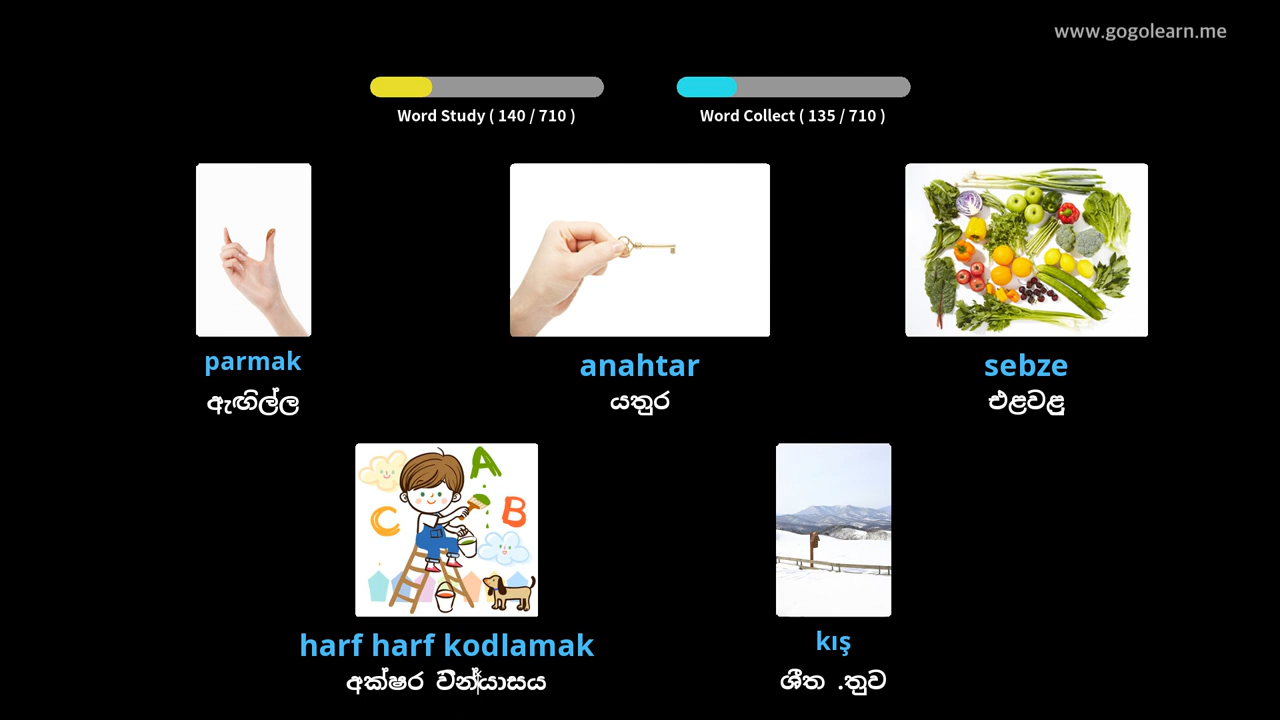 www.gogolearn.me
Word Study ( 140 / 710 )
Word Collect ( 135 / 710 )
parmak
ඇඟිල්ල
anahtar
යතුර
sebze
එළවළු
A
B
C
harf harf kodlamak
අක්ෂර වින්‍යාසය
kış
ශීත .තුව